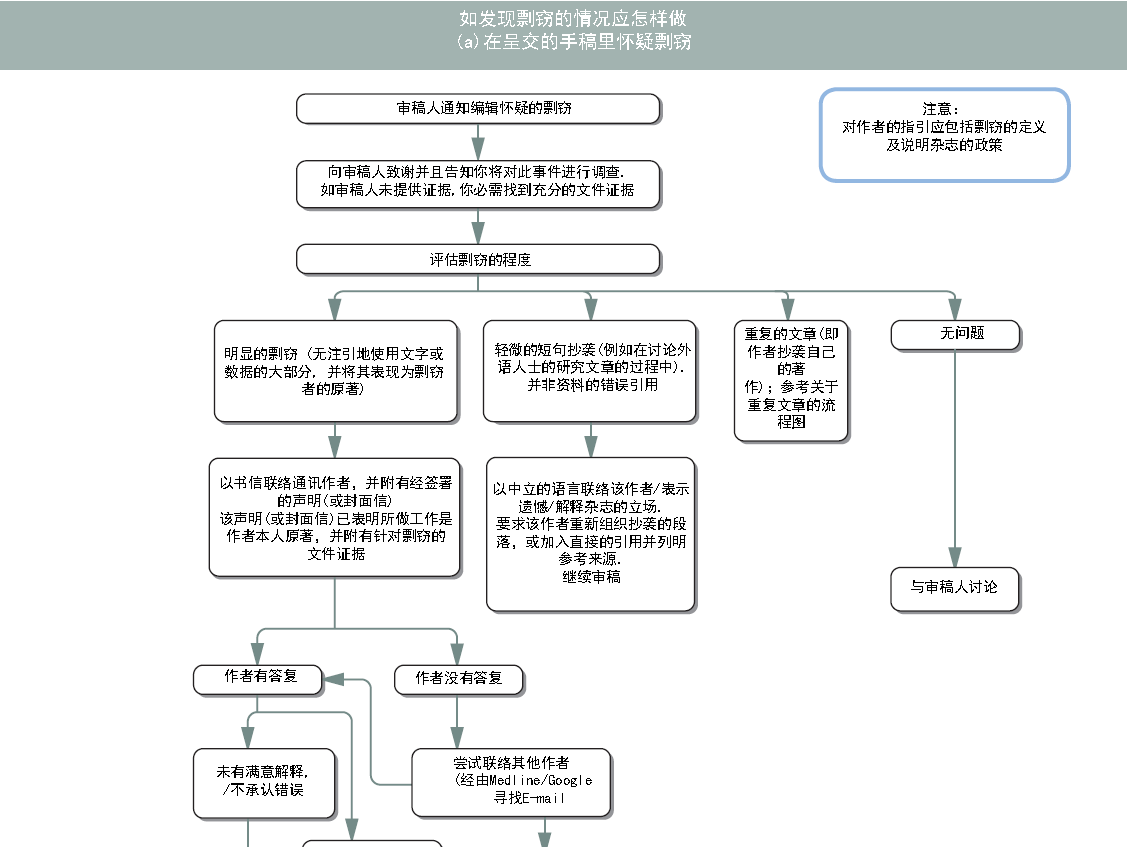 如发现剽窃的情况应怎样做
(a)在呈交的手稿里怀疑剽窃
审稿人通知编辑怀疑的剽窃
注意:
对作者的指引应包括剽窃的定义
及说明杂志的政策
向审稿人致谢并且告知你将对此事件进行调查.
如审稿人未提供证据,你必需找到充分的文件证据
评估剽窃的程度
明显的剽窃 (无注引地使用文字或
数据的大部分，并将其表现为剽窃
者的原著)
轻微的短句抄袭(例如在讨论外
语人士的研究文章的过程中).
并非资料的错误引用
重复的文章(即
作者抄袭自己
的著
作)；参考关于
重复文章的流
程图
无问题
以书信联络通讯作者，并附有经签署
的声明(或封面信)
该声明(或封面信)已表明所做工作是
作者本人原著，并附有针对剽窃的
文件证据
以中立的语言联络该作者/表示
遗憾/解释杂志的立场.
要求该作者重新组织抄袭的段
落，或加入直接的引用并列明
参考来源.
继续审稿
与审稿人讨论
作者有答复
作者没有答复
未有满意解释,
/不承认错误
尝试联络其他作者
(经由Medline/Google
寻找E-mail